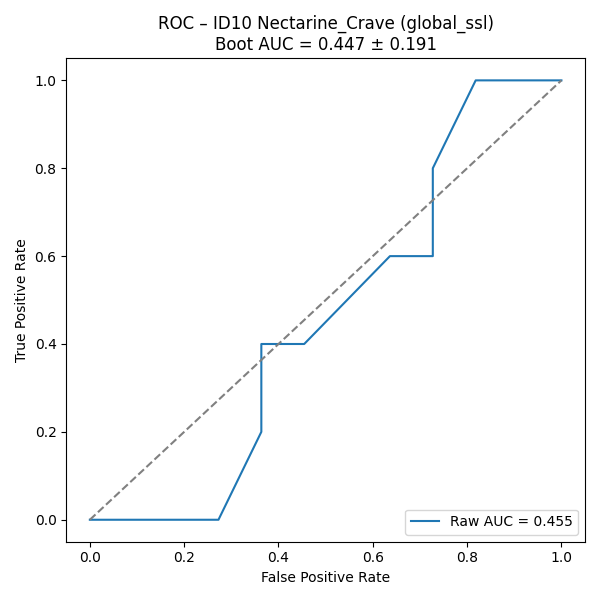 ROC – ID10 Nectarine_Crave (global_ssl)
Boot AUC = 0.447 ± 0.191
1.0
0.8
0.6
0.4
0.2
0.0
True Positive Rate
Raw AUC = 0.455
0.0 0.2 0.4 0.6 0.8 1.0
False Positive Rate